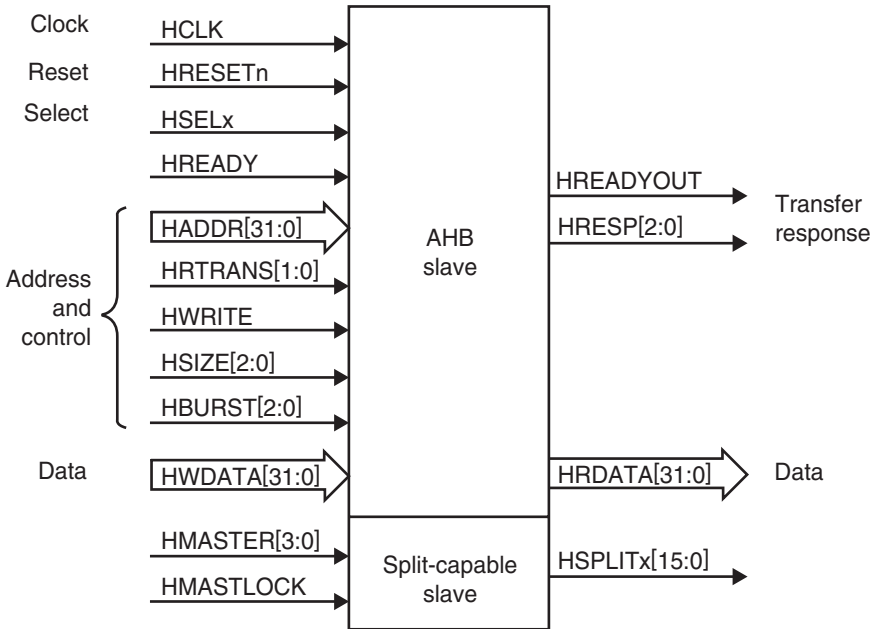 Clock
HCLK
Reset
HRESETn
Select
HSELx
HREADY
Address
and
control
HADDR[31:0]
HRTRANS[1:0]
HWRITE
HSIZE[2:0]
HBURST[2:0]
Data
HWDATA[31:0]
HMASTER[3:0]
HMASTLOCK
AHB
slave
Split-capable
slave
HREADYOUT
HRESP[2:0]
Transfer
response
HRDATA[31:0]
Data
HSPLITx[15:0]